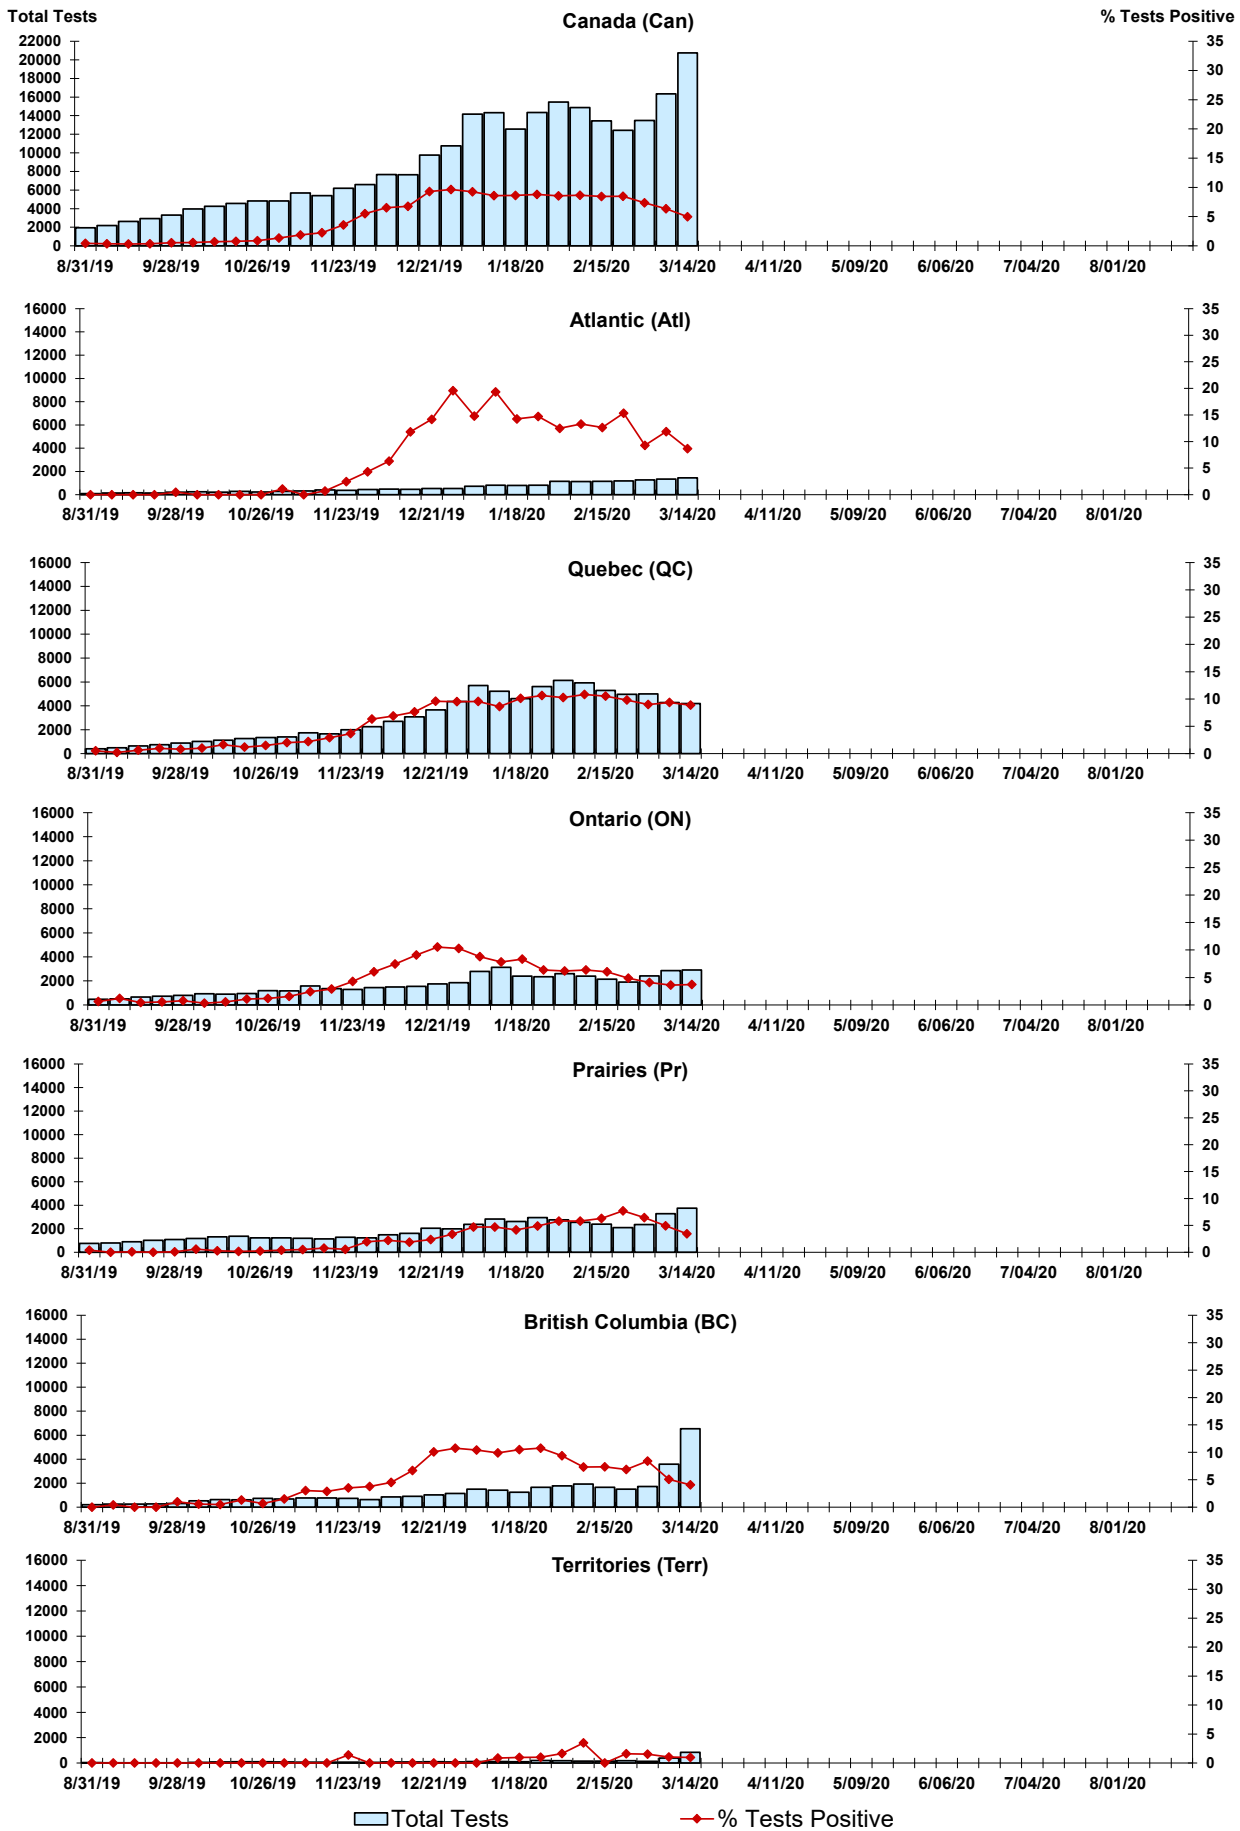 Total Tests
Canada (Can)
% Tests Positive
22000 20000 18000 16000 14000 12000 10000 8000 6000 4000 2000 0
35 30 25 20 15 10 5 0
8/31/19 9/28/19 10/26/19 11/23/19 12/21/19 1/18/20 2/15/20 3/14/20 4/11/20 5/09/20 6/06/20 7/04/20 8/01/20
Atlantic (Atl)
16000 14000 12000 10000 8000 6000 4000 2000 0
35 30 25 20 15 10 5 0
8/31/19 9/28/19 10/26/19 11/23/19 12/21/19 1/18/20 2/15/20 3/14/20 4/11/20 5/09/20 6/06/20 7/04/20 8/01/20
Quebec (QC)
16000 14000 12000 10000 8000 6000 4000 2000 0
35 30 25 20 15 10 5 0
8/31/19 9/28/19 10/26/19 11/23/19 12/21/19 1/18/20 2/15/20 3/14/20 4/11/20 5/09/20 6/06/20 7/04/20 8/01/20
Ontario (ON)
16000 14000 12000 10000 8000 6000 4000 2000 0
35 30 25 20 15 10 5 0
8/31/19 9/28/19 10/26/19 11/23/19 12/21/19 1/18/20 2/15/20 3/14/20 4/11/20 5/09/20 6/06/20 7/04/20 8/01/20
Prairies (Pr)
16000 14000 12000 10000 8000 6000 4000 2000 0
35 30 25 20 15 10 5 0
8/31/19 9/28/19 10/26/19 11/23/19 12/21/19 1/18/20 2/15/20 3/14/20 4/11/20 5/09/20 6/06/20 7/04/20 8/01/20
British Columbia (BC)
16000 14000 12000 10000 8000 6000 4000 2000 0
35 30 25 20 15 10 5 0
8/31/19 9/28/19 10/26/19 11/23/19 12/21/19 1/18/20 2/15/20 3/14/20 4/11/20 5/09/20 6/06/20 7/04/20 8/01/20
Territories (Terr)
16000 14000 12000 10000 8000 6000 4000 2000 0
35 30 25 20 15 10 5 0
8/31/19 9/28/19 10/26/19 11/23/19 12/21/19 1/18/20 2/15/20 3/14/20 4/11/20 5/09/20 6/06/20 7/04/20 8/01/20
Total Tests
% Tests Positive